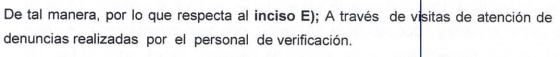 De tal manera, por lo que respecta al inciso E); A través de visitas de atención de
denuncias realizadas por el personal de verificación.